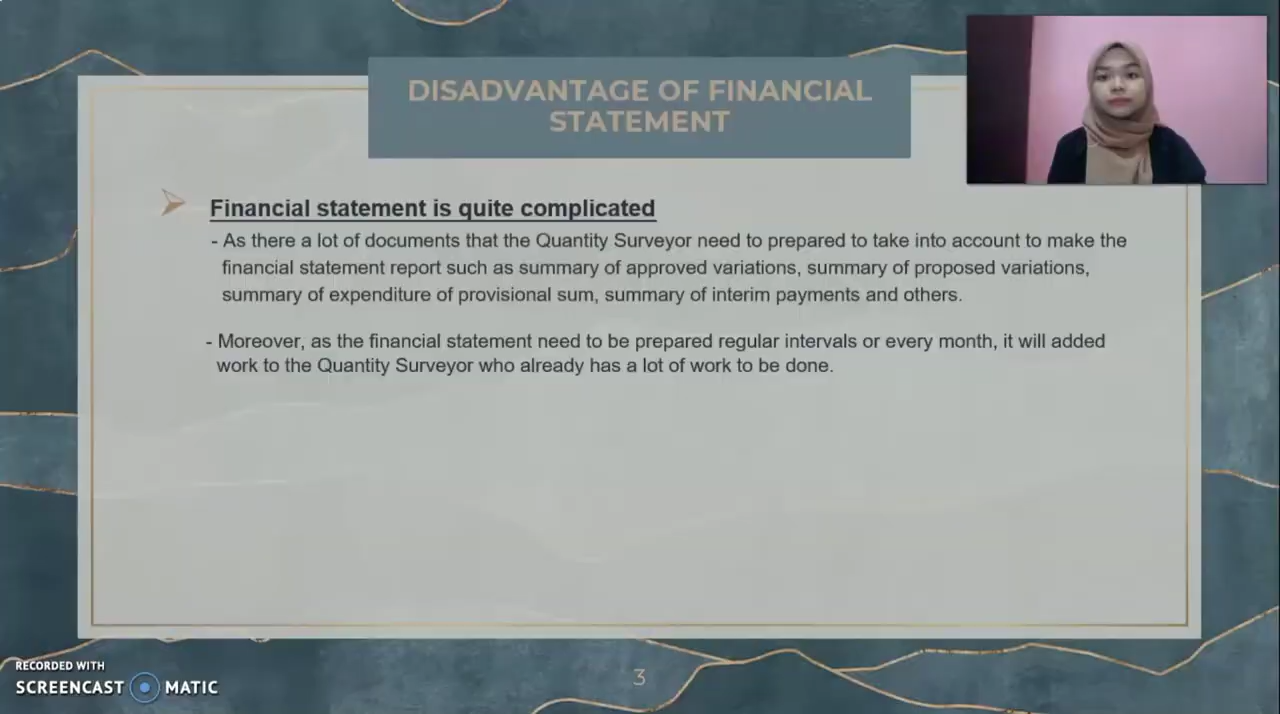 DISADVANTAGE OF FINANCIAL
STATEMENT
Financial statement is quite complicated
- As there a lot of documents that the Quantity Surveyor need to prepared to take into account to make the
financial statement report such as summary of approved variations, summary of proposed variations,
summary of expenditure of provisional sum, summary of interim payments and others.
- Moreover, as the financial statement need to be prepared regular intervals or every month, it will added
work to the Quantity Surveyor who already has a lot of work to be done.
RECORDED WITH
SCREENCAST MATIC
3